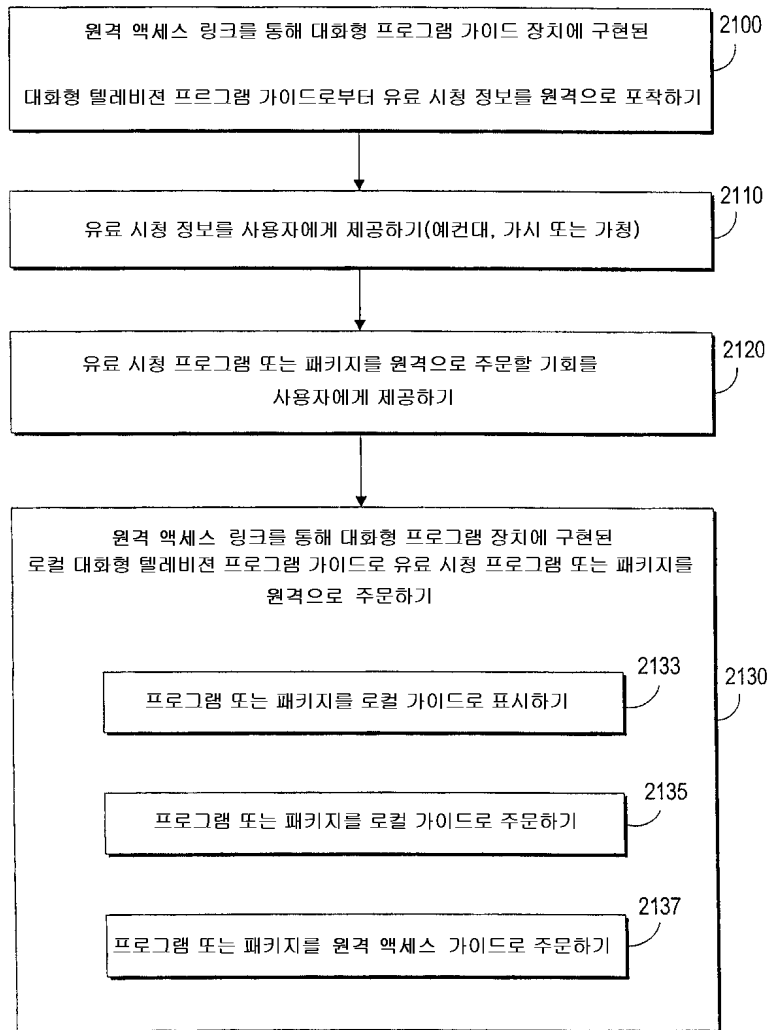 원격 액세스 링크를 통해 대화형 프로그램 가이드 장치에 구현된
2100
대화형 텔레비젼 프르그램 가이드로부터 유료 시청 정보를 원격으로 포착하기
2110
유료 시청 정보를 사용자에게 제공하기(예컨대, 가시 또는 가청)
2120
유료 시청 프로그램 또는 패키지를 원격으로 주문할 기회를
사용자에게 제공하기
원격 액세스 링크를 통해 대화형 프로그램 장치에 구현된
로컬 대화형 텔레비젼 프로그램 가이드로 유료 시청 프로그램 또는 패키지를
원격으로 주문하기
2130
2133
프로그램 또는 패키지를 로컬 가이드로 표시하기
2135
프로그램 또는 패키지를 로컬 가이드로 주문하기
2137
프로그램 또는 패키지를 원격 액세스 가이드로 주문하기